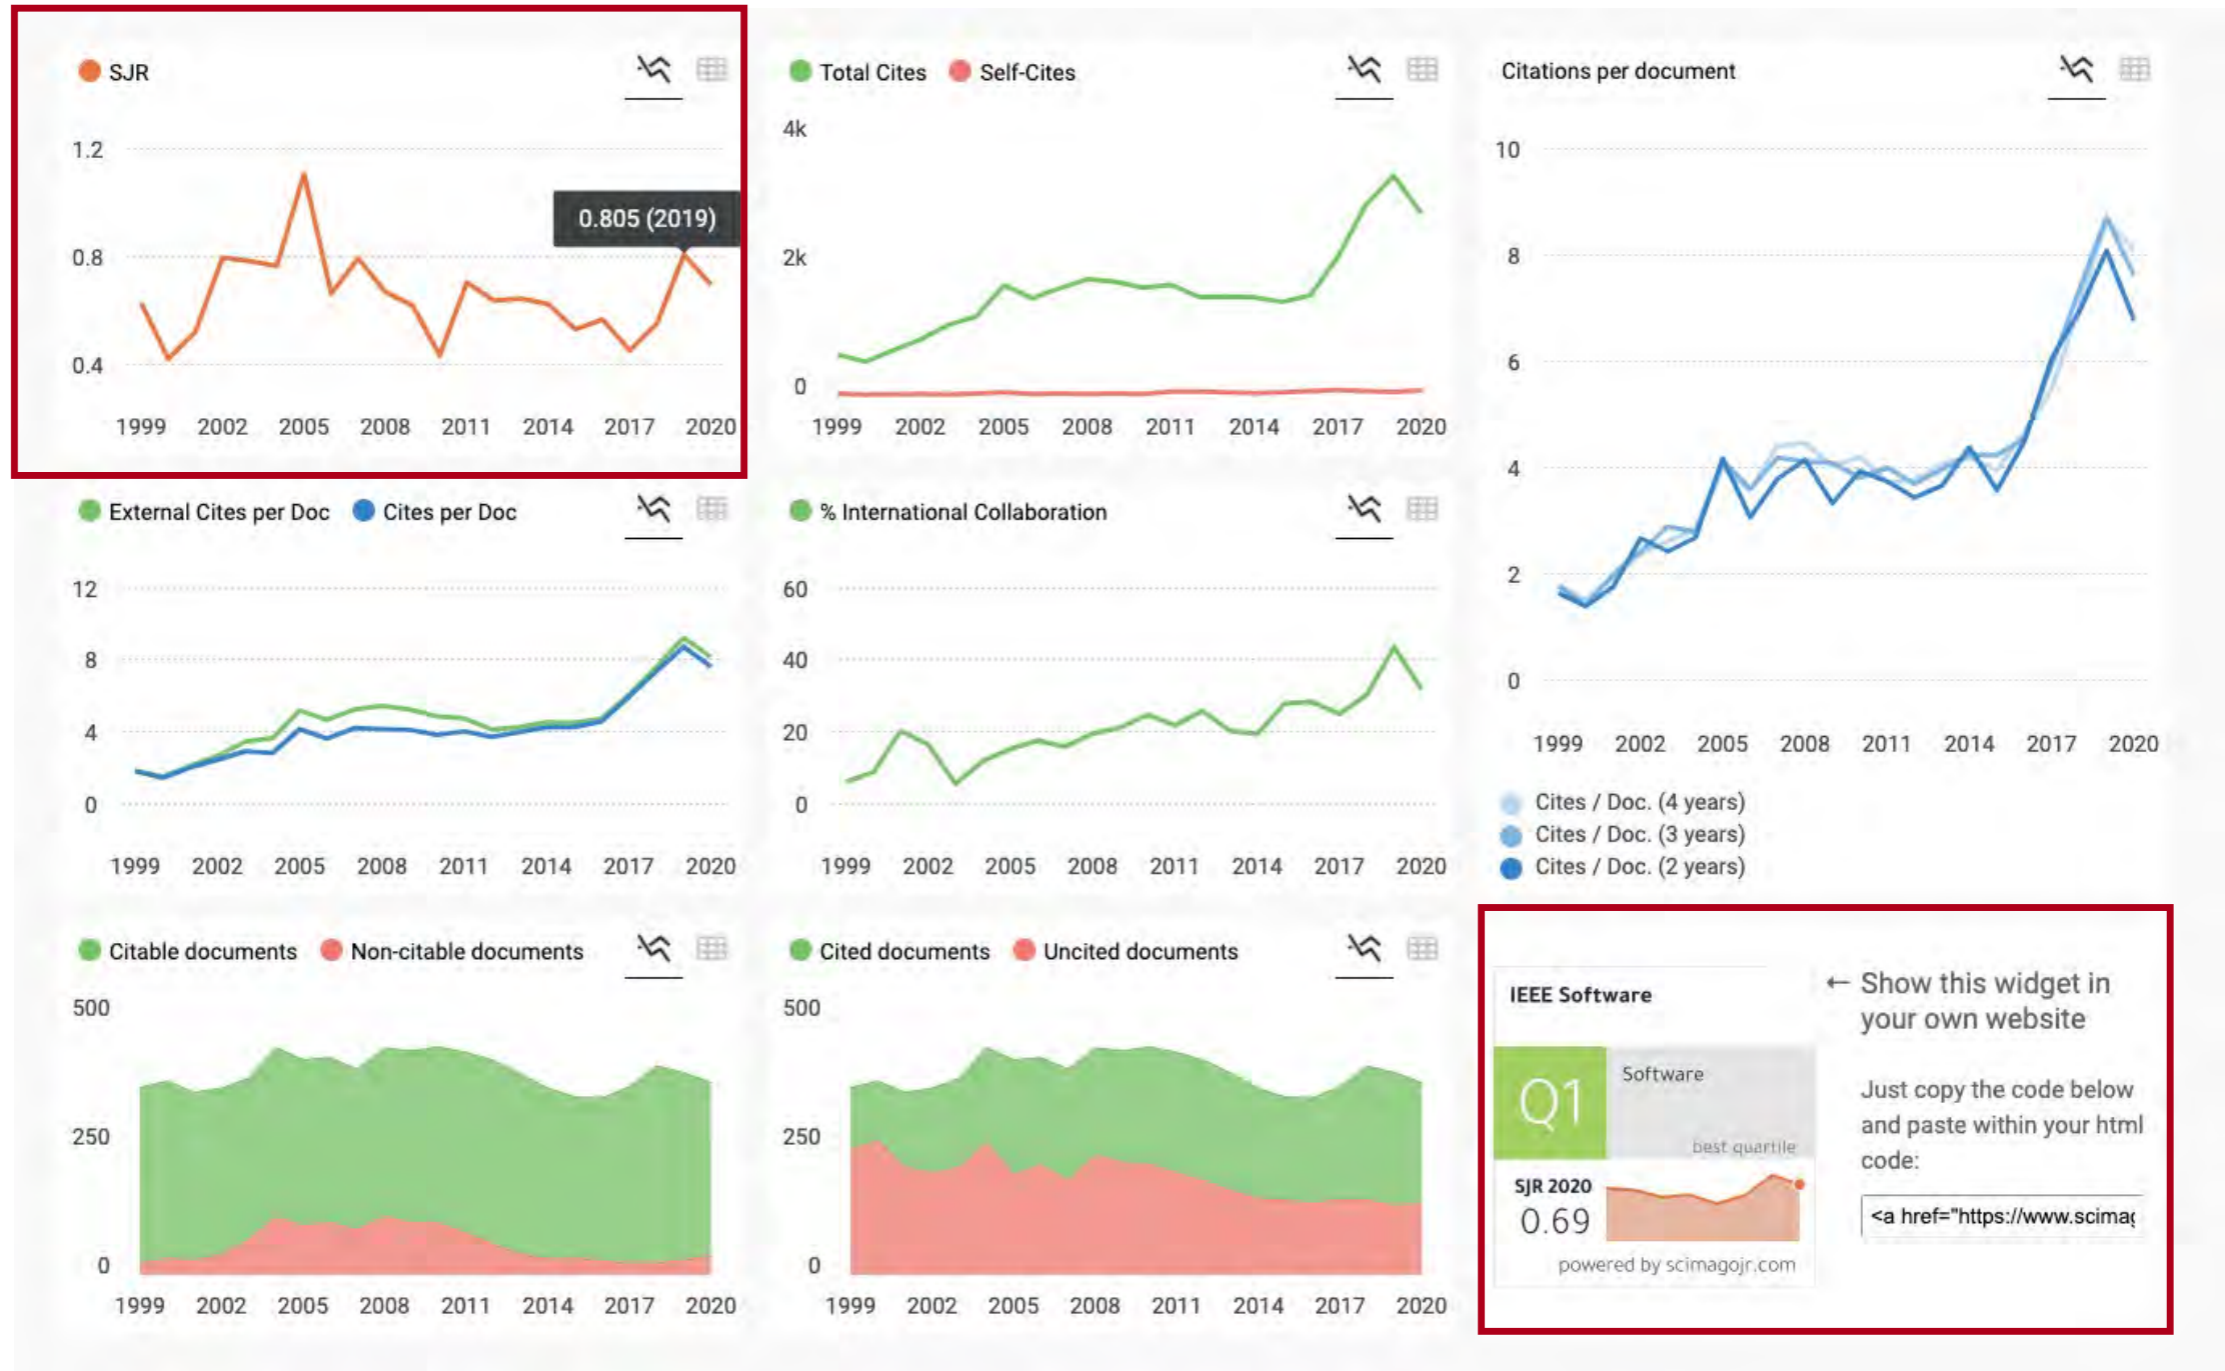 SJR
1.2
0.8
0.4
0.805 (2019)
1999 2002 2005 2008 2011 2014 2017 2020
Total Cites Self-Cites
4k
2k
0
1999 2002 2005 2008 2011 2014 2017 2020
Citations per document
10
8
6
4
2
0
1999 2002 2005 2008 2011 2014 2017 2020
Cites / Doc. (4 years)
Cites / Doc. (3 years)
Cites / Doc. (2 years)
External Cites per Doc Cites per Doc
12
8
4
0
1999 2002 2005 2008 2011 2014 2017 2020
% International Collaboration
60
40
20
0
1999 2002 2005 2008 2011 2014 2017 2020
Citable documents Non-citable documents
500
250
0
1999 2002 2005 2008 2011 2014 2017 2020
Cited documents Uncited documents
500
250
0
1999 2002 2005 2008 2011 2014 2017 2020
IEEE Software
Q1
Software
best quartile
SJR 2020
0.69
powered by scimagojr.com
← Show this widget in
your own website
Just copy the code below
and paste within your html
code:
<a href="https://www.scimag